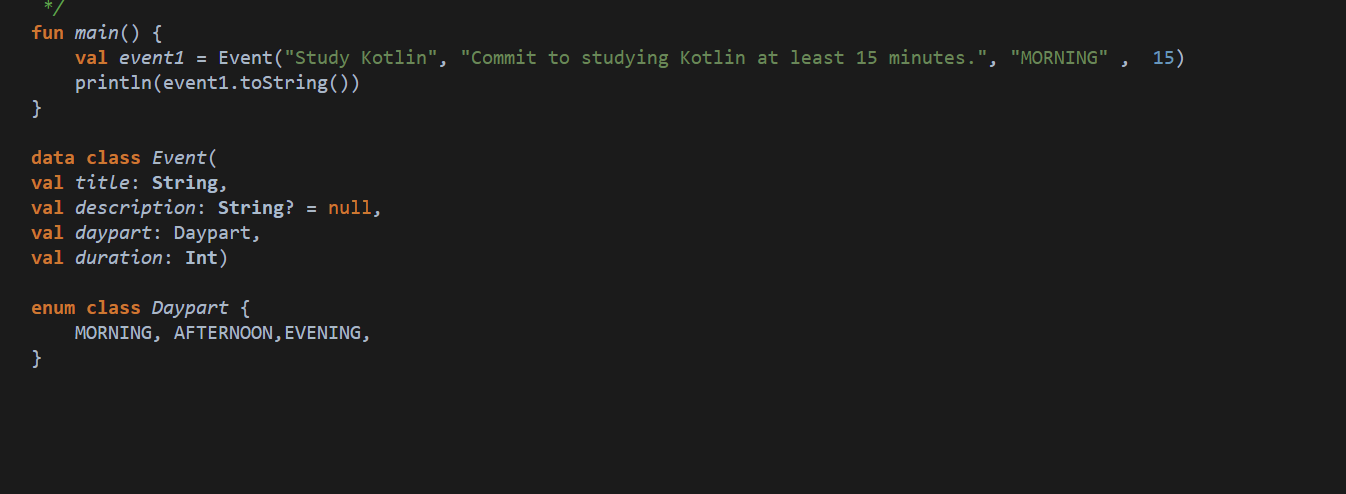 */
fun main() {
    val event1 = Event("Study Kotlin", "Commit to studying Kotlin at least 15 minutes.", "MORNING" ,  15)
    println(event1.toString())
}
data class Event(
val title: String,
val description: String? = null,
val daypart: Daypart,
val duration: Int)
enum class Daypart {
    MORNING, AFTERNOON,EVENING,
}